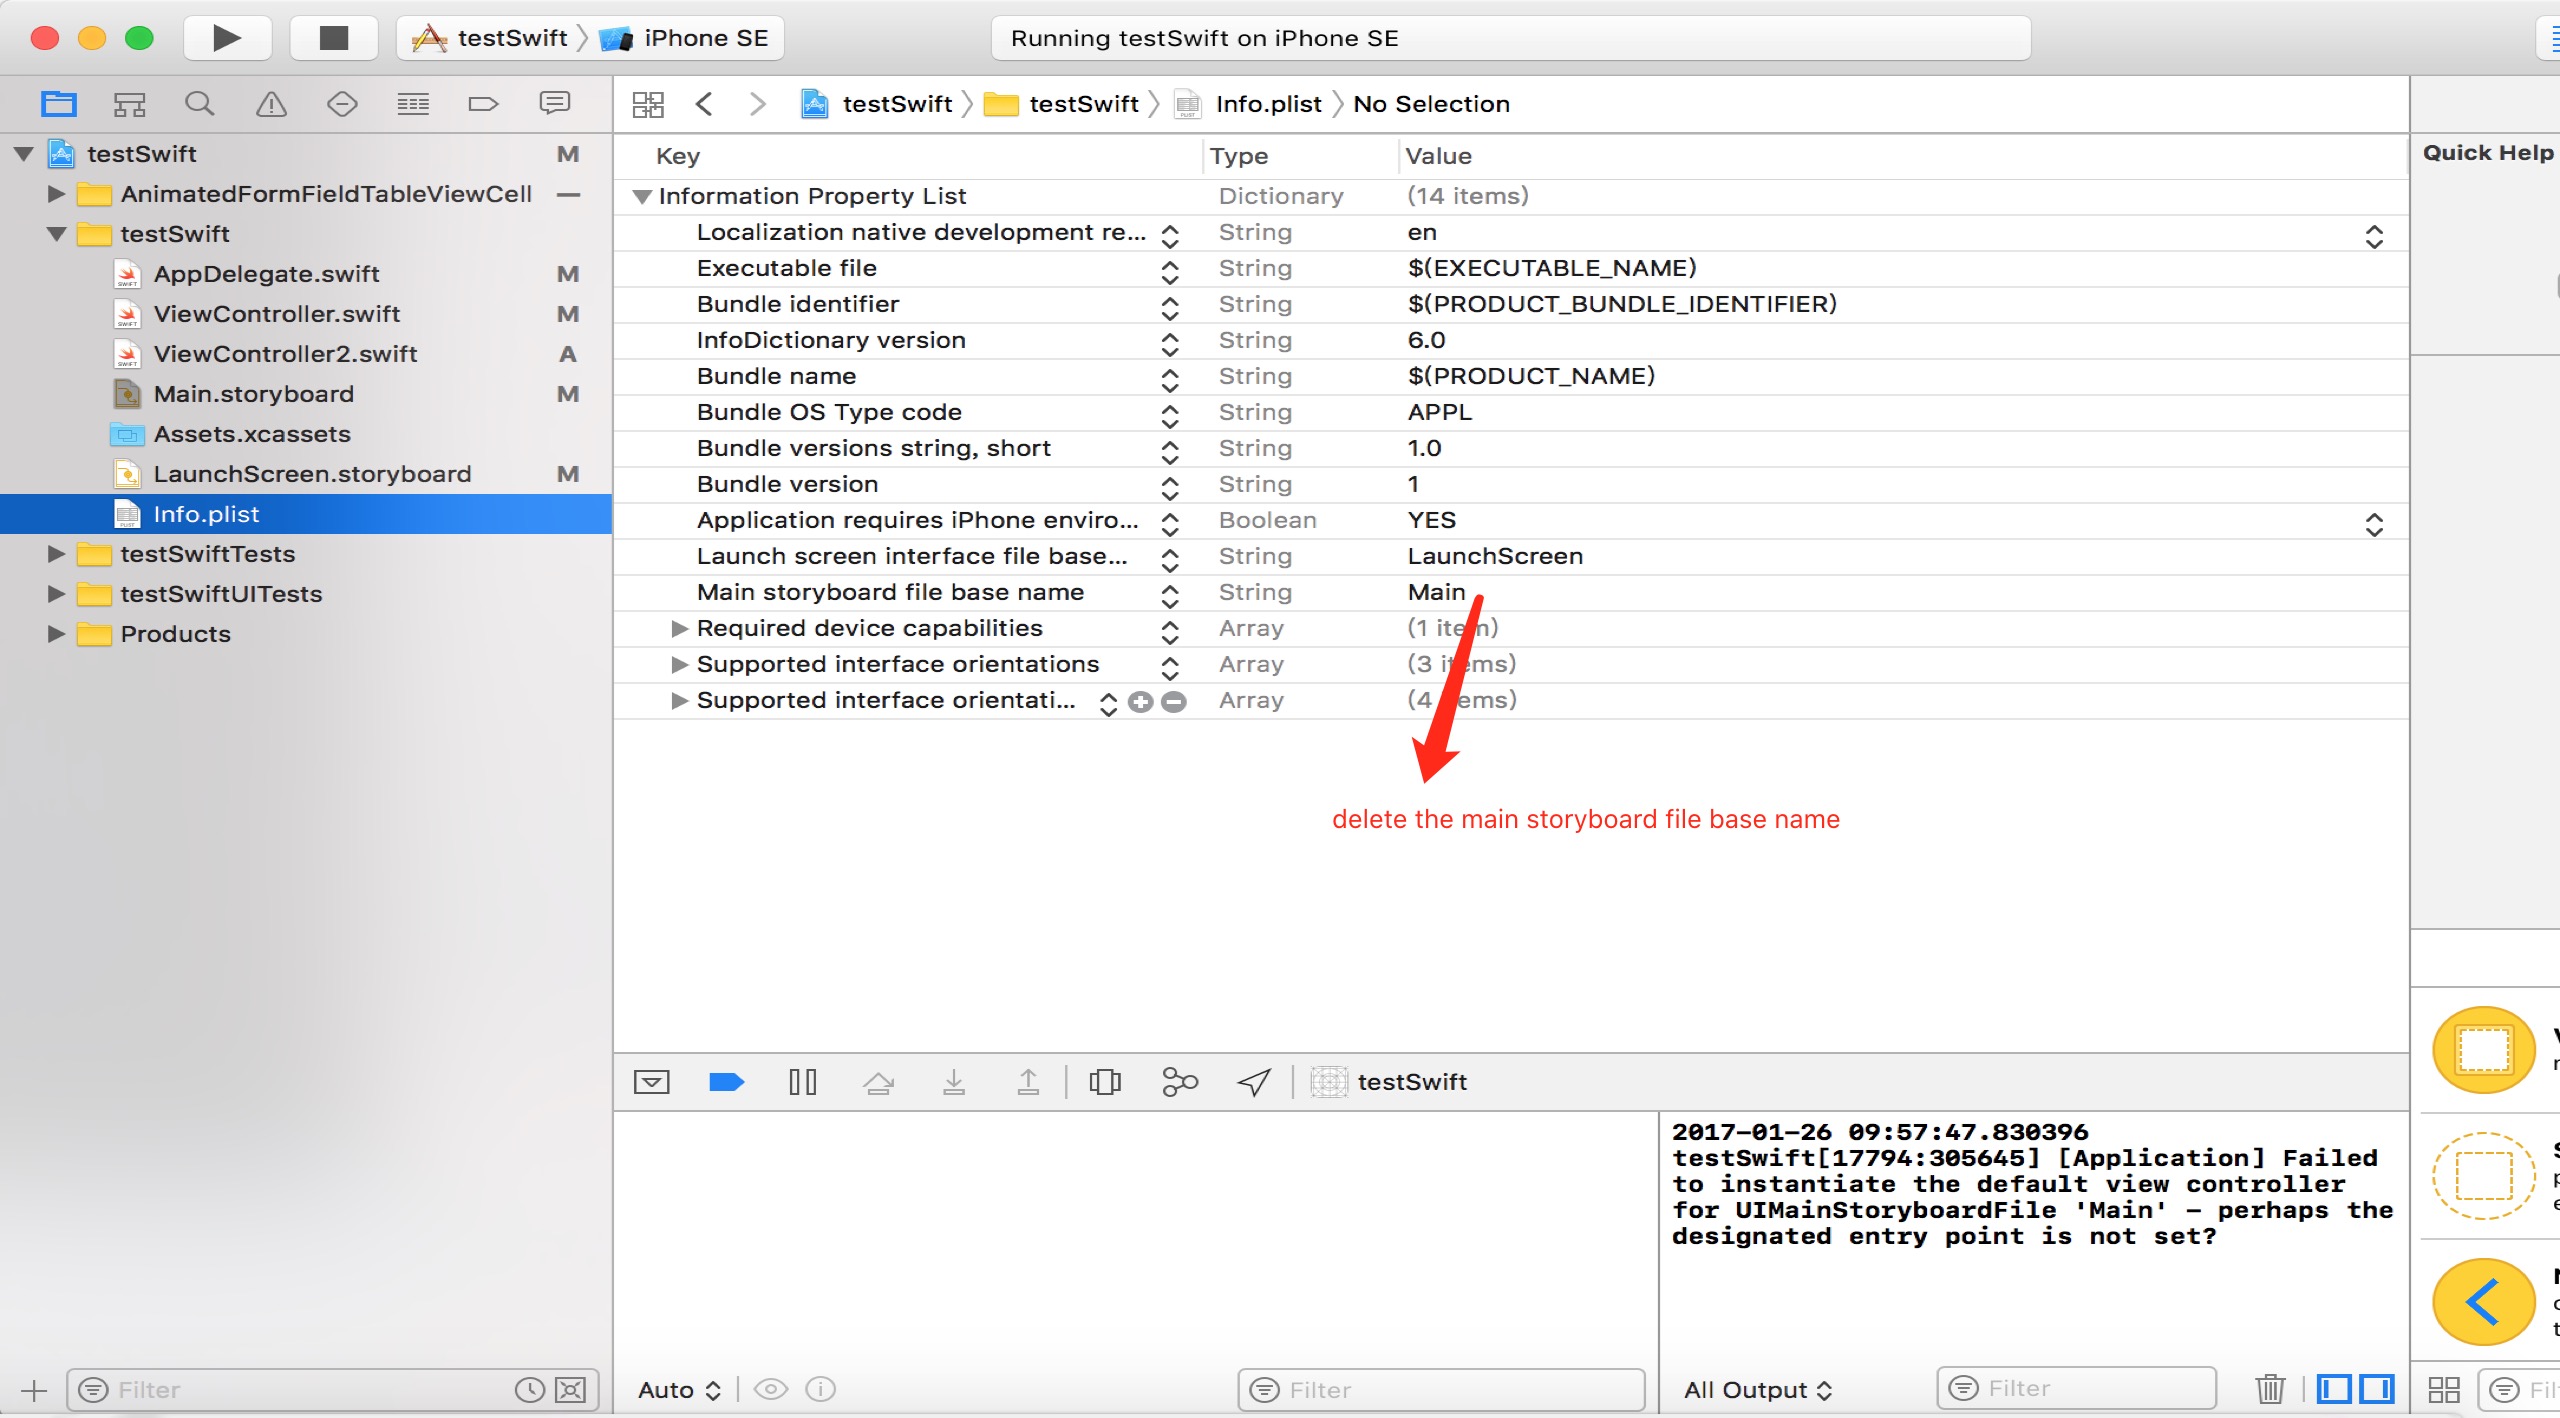 testSwift iPhone SE
Running testSwift on iPhone SE
testSwift testSwift Info.plist No Selection
testSwift M
AnimatedFormFieldTableViewCell —
testSwift
AppDelegate.swift M
ViewController.swift M
ViewController2.swift A
Main.storyboard M
Assets.xcassets
LaunchScreen.storyboard M
Info.plist
testSwiftTests
testSwiftUITests
Products
Filter
Key Type Value
Information Property List Dictionary (14 items)
Localization native development re... String en
Executable file String $(EXECUTABLE_NAME)
Bundle identifier String $(PRODUCT_BUNDLE_IDENTIFIER)
InfoDictionary version String 6.0
Bundle name String $(PRODUCT_NAME)
Bundle OS Type code String APPL
Bundle versions string, short String 1.0
Bundle version String 1
Application requires iPhone enviro... Boolean YES
Launch screen interface file base... String LaunchScreen
Main storyboard file base name String Main
Required device capabilities Array (1 item)
Supported interface orientations Array (3 items)
Supported interface orientati... Array (4 items)
delete the main storyboard file base name
testSwift
2017-01-26 09:57:47.830396
testSwift[17794:305645] [Application] Failed
to instantiate the default view controller
for UIMainStoryboardFile 'Main' - perhaps the
designated entry point is not set?
Auto Filter
All Output Filter
Quick Help